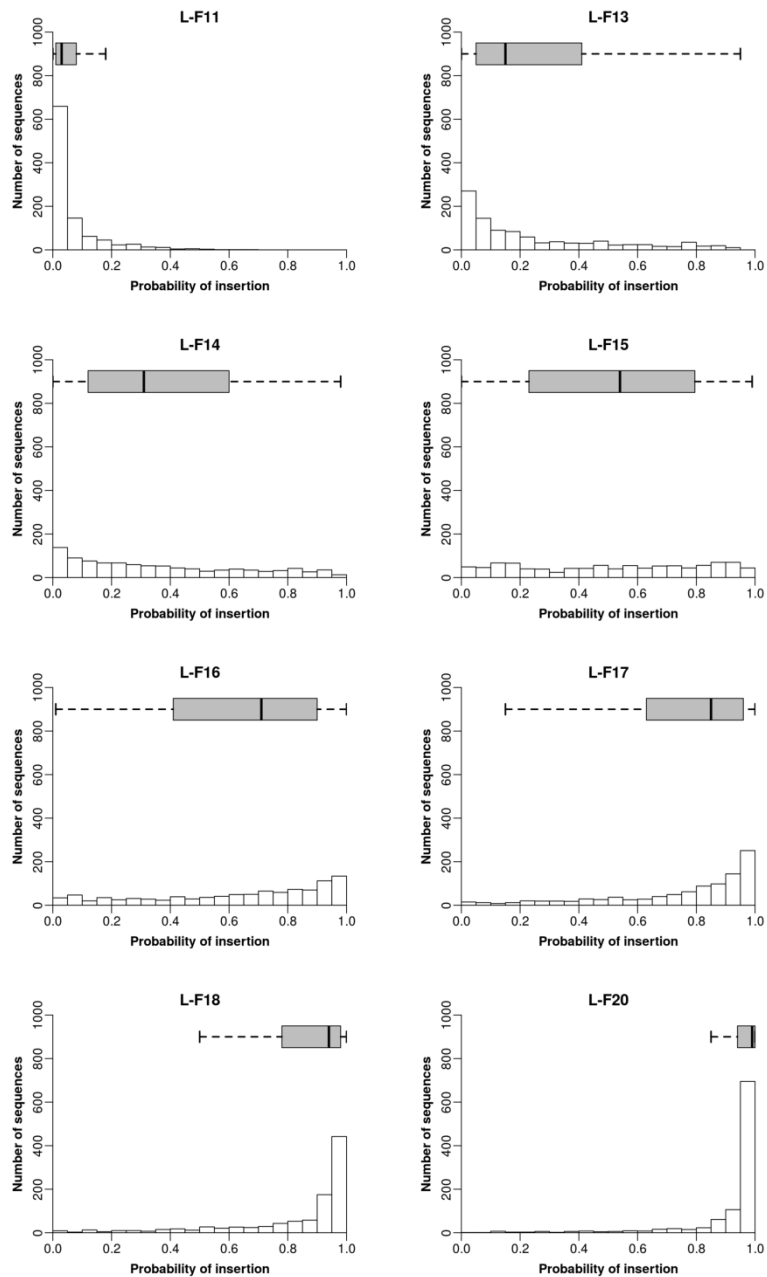 L-F11
Number of sequences
0 200 400 600 800 1000
0.0 0.2 0.4 0.6 0.8 1.0
Probability of insertion
L-F13
Number of sequences
0 200 400 600 800 1000
0.0 0.2 0.4 0.6 0.8 1.0
Probability of insertion
L-F14
Number of sequences
0 200 400 600 800 1000
0.0 0.2 0.4 0.6 0.8 1.0
Probability of insertion
L-F15
Number of sequences
0 200 400 600 800 1000
0.0 0.2 0.4 0.6 0.8 1.0
Probability of insertion
L-F16
Number of sequences
0 200 400 600 800 1000
0.0 0.2 0.4 0.6 0.8 1.0
Probability of insertion
L-F17
Number of sequences
0 200 400 600 800 1000
0.0 0.2 0.4 0.6 0.8 1.0
Probability of insertion
L-F18
Number of sequences
0 200 400 600 800 1000
0.0 0.2 0.4 0.6 0.8 1.0
Probability of insertion
L-F20
Number of sequences
0 200 400 600 800 1000
0.0 0.2 0.4 0.6 0.8 1.0
Probability of insertion